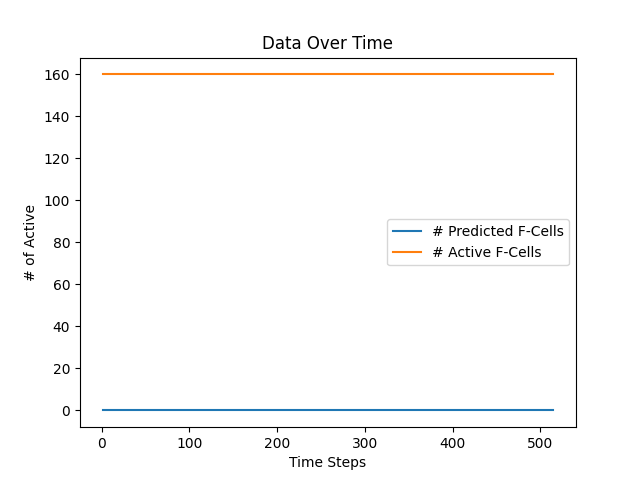 Data Over Time
# of Active
160
140
120
100
80
60
40
20
0
# Predicted F-Cells
# Active F-Cells
0 100 200 300 400 500
Time Steps